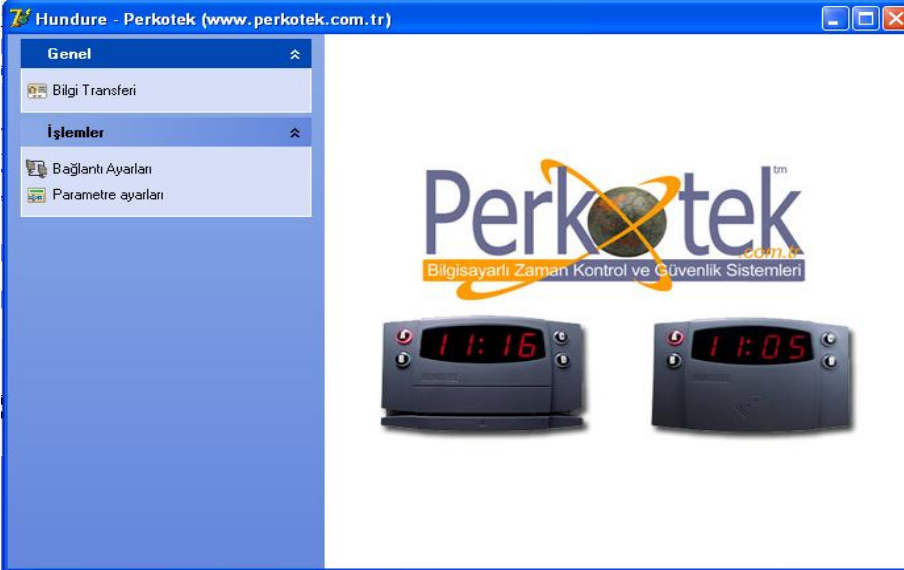 Hundure - Perkotek (www.perkotek.com.tr)
Genel
Bilgi Transferi
İşlemler
Bağlantı Ayarları
Parametre ayarları
Perkotek
tm
.com.tr
Bilgisayarlı Zaman Kontrol ve Güvenlik Sistemleri
11:16
A
C
B
D
11:05
A
C
B
HUNDURE